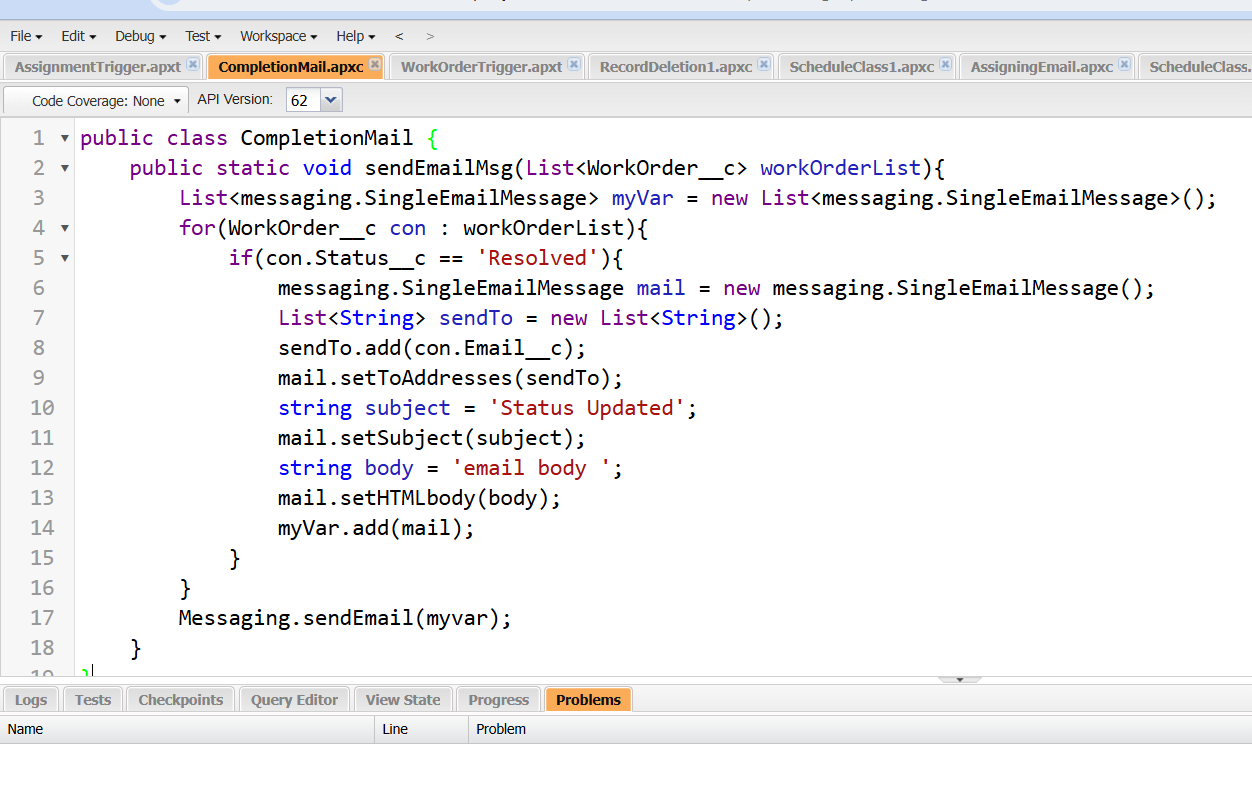 File Edit Debug Test Workspace Help < >
AssignmentTrigger.apxt CompletionMail.apxc WorkOrderTrigger.apxt RecordDeletion1.apxc ScheduleClass1.apxc AssigningEmail.apxc ScheduleClass.
Code Coverage: None API Version: 62
1 public class CompletionMail {
2 public static void sendEmailMsg(List<WorkOrder__c> workOrderList){
3 List<messaging.SingleEmailMessage> myVar = new List<messaging.SingleEmailMessage>();
4 for(WorkOrder__c con : workOrderList){
5 if(con.Status__c == 'Resolved'){
6 messaging.SingleEmailMessage mail = new messaging.SingleEmailMessage();
7 List<String> sendTo = new List<String>();
8 sendTo.add(con.Email__c);
9 mail.setToAddresses(sendTo);
10 string subject = 'Status Updated';
11 mail.setSubject(subject);
12 string body = 'email body ';
13 mail.setHTMLbody(body);
14 myVar.add(mail);
15 }
16 }
17 Messaging.sendEmail(myvar);
18 }
19 }
Logs Tests Checkpoints Query Editor View State Progress Problems
Name Line Problem